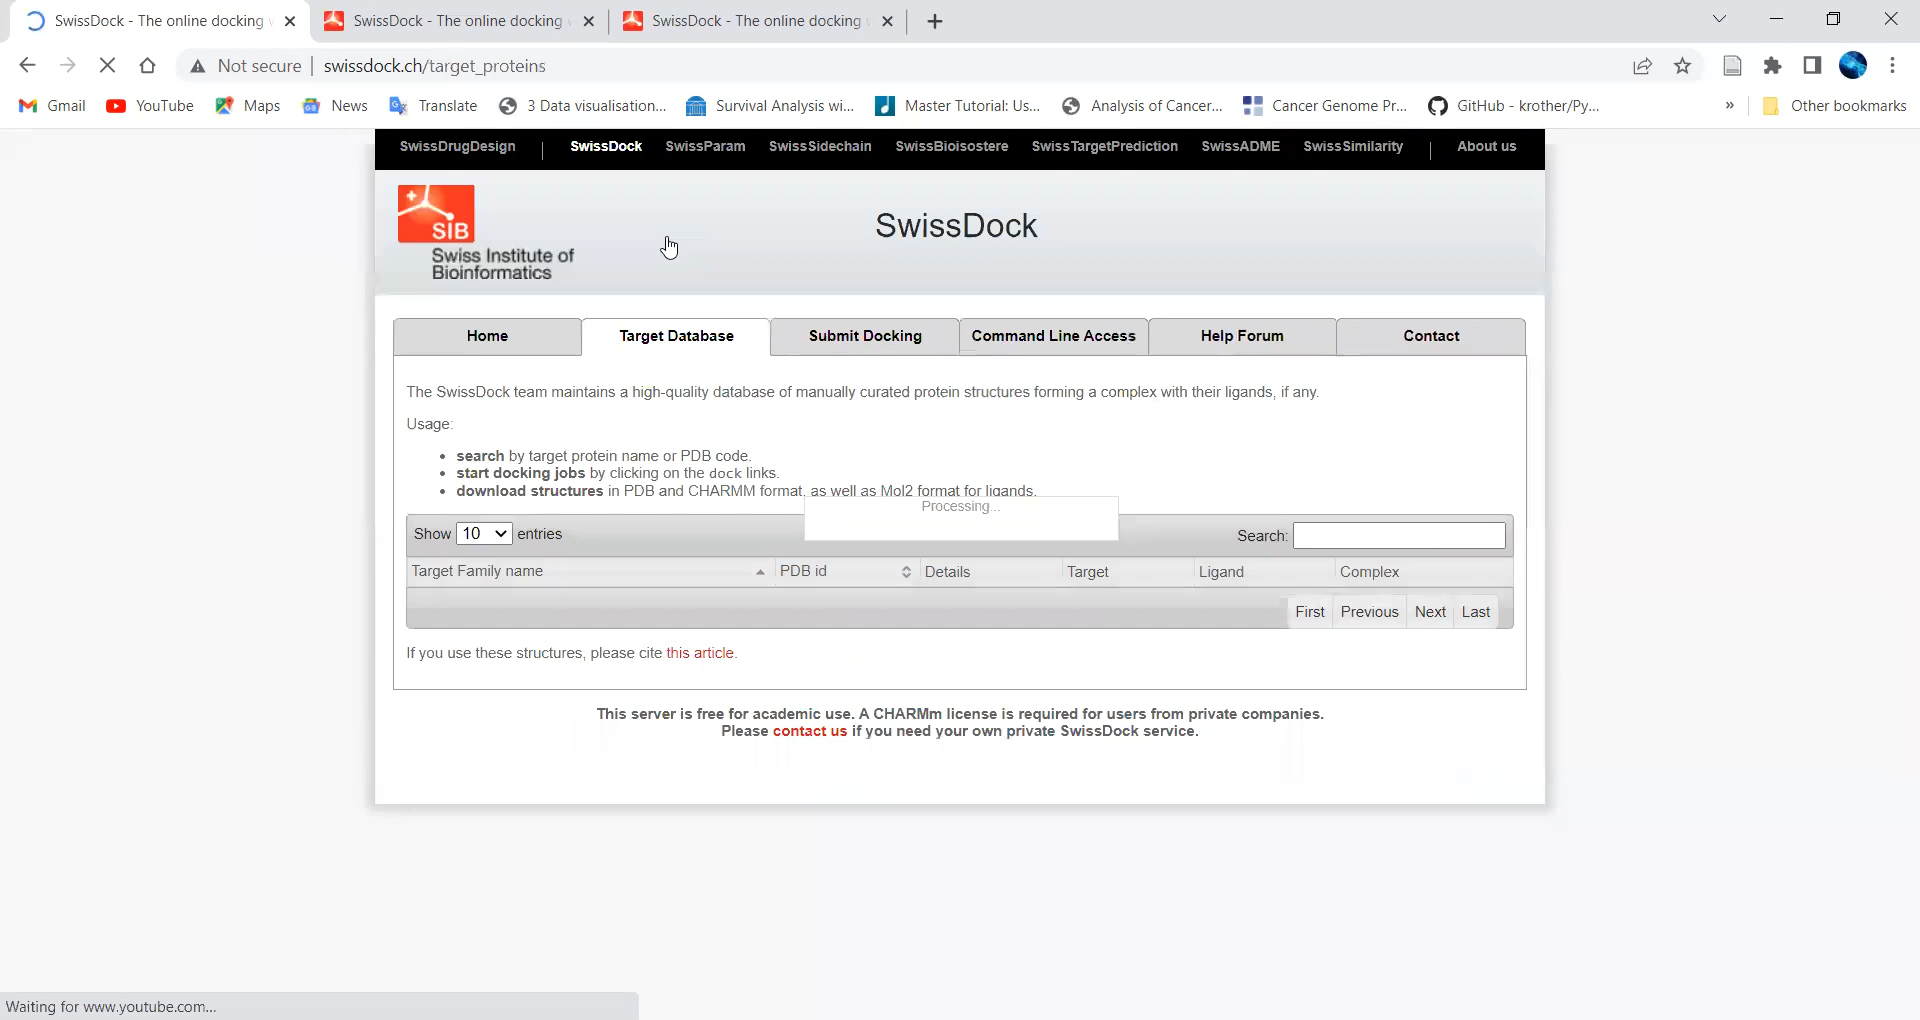 SwissDock - The online docking
SwissDock - The online docking
SwissDock - The online docking
Not secure | swissdock.ch/target_proteins
Gmail
YouTube
Maps
News
Translate
3 Data visualisation...
Survival Analysis wi...
Master Tutorial: Us...
Analysis of Cancer...
Cancer Genome Pr...
GitHub - krother/Py...
»
Other bookmarks
SwissDrugDesign | SwissDock SwissParam SwissSidechain SwissBioisostere SwissTargetPrediction SwissADME SwissSimilarity | About us
SIB
Swiss Institute of
Bioinformatics
SwissDock
Home
Target Database
Submit Docking
Command Line Access
Help Forum
Contact
The SwissDock team maintains a high-quality database of manually curated protein structures forming a complex with their ligands, if any.
Usage:
• search by target protein name or PDB code.
• start docking jobs by clicking on the dock links.
• download structures in PDB and CHARMM format, as well as Mol2 format for ligands.
Processing...
Show 10 entries
Search:
Target Family name PDB id Details Target Ligand Complex
First Previous Next Last
If you use these structures, please cite this article.
This server is free for academic use. A CHARMm license is required for users from private companies.
Please contact us if you need your own private SwissDock service.
Waiting for www.youtube.com...